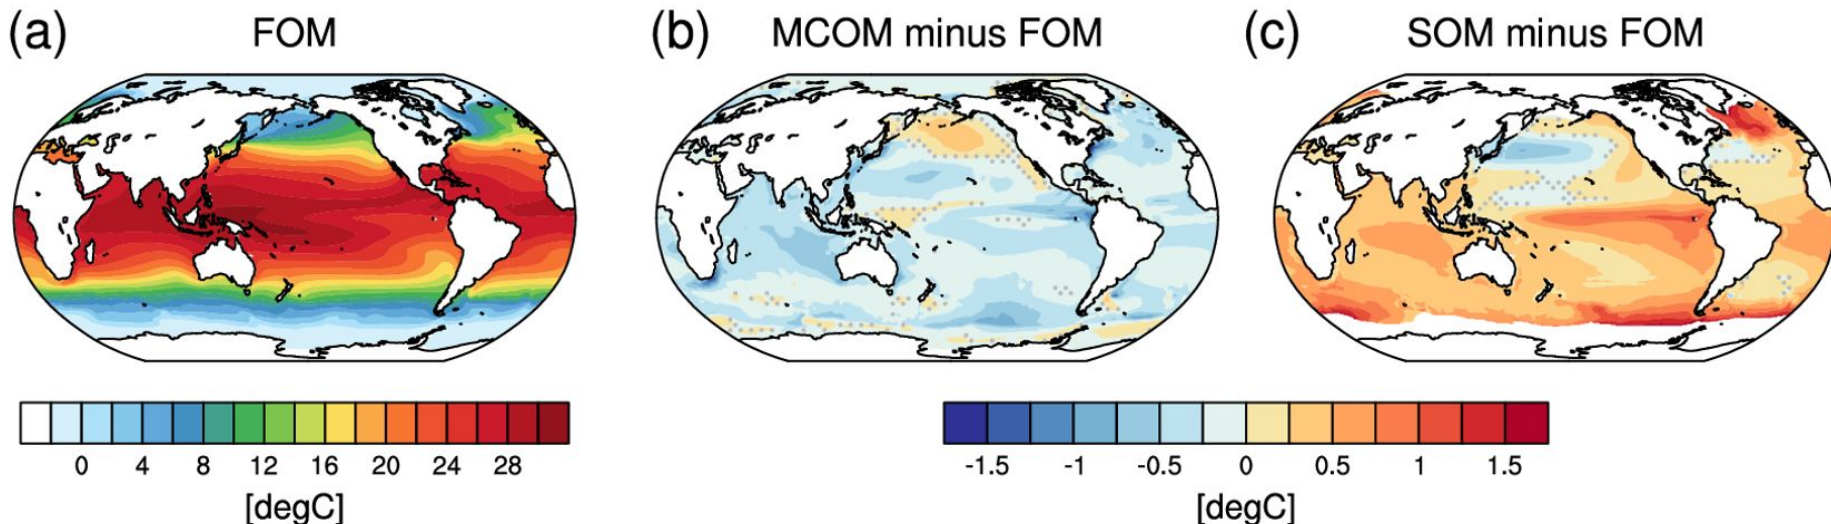 (a) FOM
(b) MCOM minus FOM
(c) SOM minus FOM
0 4 8 12 16 20 24 28
[degC]
-1.5 -1 -0.5 0 0.5 1 1.5
[degC]